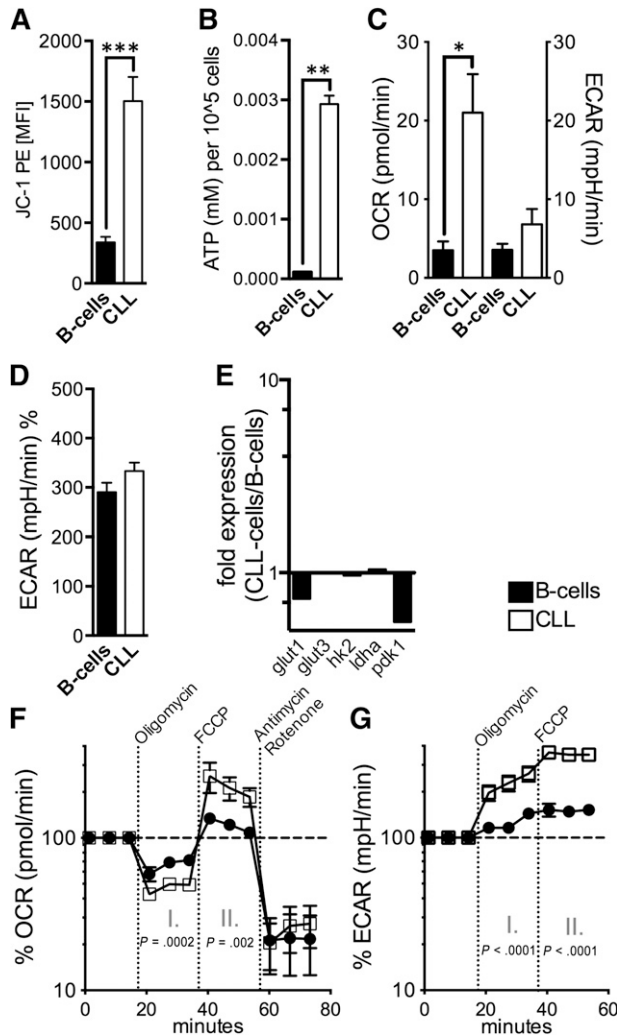 A
JC-1 PE [MFI]
2000
1500
1000
500
0
***
B-cells
CLL
B
ATP (mM) per 10^5 cells
0.004
0.003
0.002
0.001
0.000
**
B-cells
CLL
C
OCR (pmol/min)
30
20
10
0
*
30
20
10
0
ECAR (mpH/min)
B-cells
CLL
B-cells
CLL
D
ECAR (mpH/min) %
500
400
300
200
100
0
B-cells
CLL
E
fold expression
(CLL-cells/B-cells)
10
1
glut1
glut3
hk2
ldha
pdk1
B-cells
CLL
F
Oligomycin
FCCP
Antimycin
Rotenone
% OCR (pmol/min)
100
10
I.
II.
P = .0002
P = .002
0 20 40 60 80
minutes
G
Oligomycin
FCCP
% ECAR (mpH/min)
100
10
I.
II.
P < .0001
P < .0001
0 20 40 60
minutes